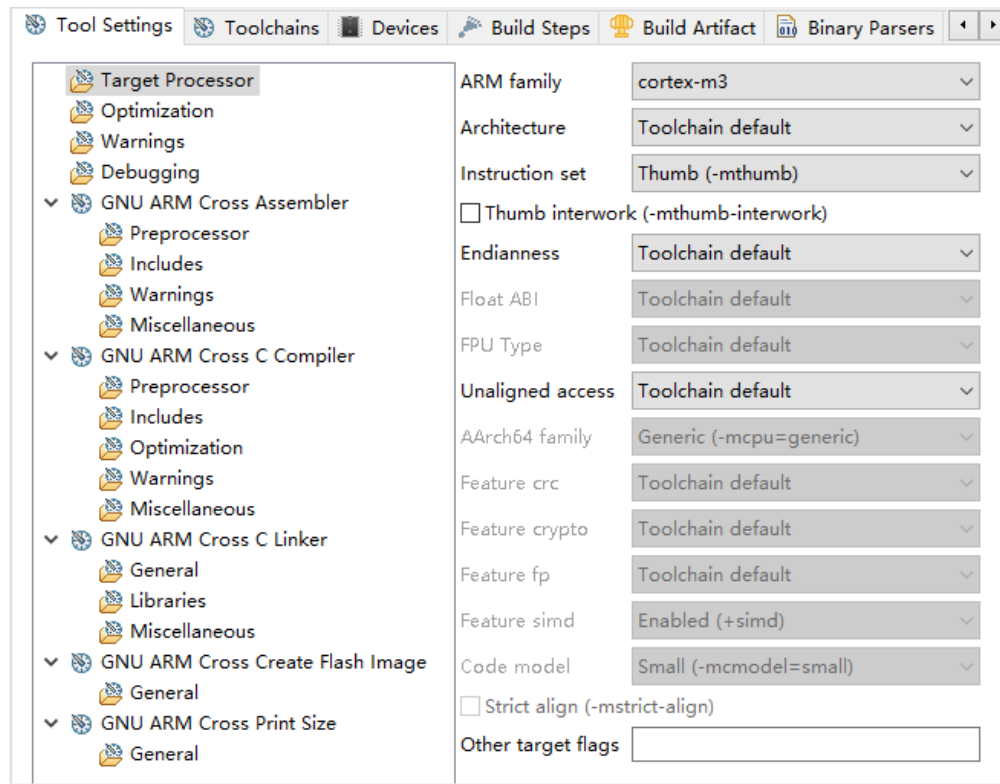 Tool Settings Toolchains Devices Build Steps Build Artifact Binary Parsers
Target Processor
Optimization
Warnings
Debugging
GNU ARM Cross Assembler
Preprocessor
Includes
Warnings
Miscellaneous
GNU ARM Cross C Compiler
Preprocessor
Includes
Optimization
Warnings
Miscellaneous
GNU ARM Cross C Linker
General
Libraries
Miscellaneous
GNU ARM Cross Create Flash Image
General
GNU ARM Cross Print Size
General
ARM family cortex-m3
Architecture Toolchain default
Instruction set Thumb (-mthumb)
Thumb interwork (-mthumb-interwork)
Endianness Toolchain default
Float ABI Toolchain default
FPU Type Toolchain default
Unaligned access Toolchain default
AArch64 family Generic (-mcpu=generic)
Feature crc Toolchain default
Feature crypto Toolchain default
Feature fp Toolchain default
Feature simd Enabled (+simd)
Code model Small (-mcmodel=small)
Strict align (-mstrict-align)
Other target flags